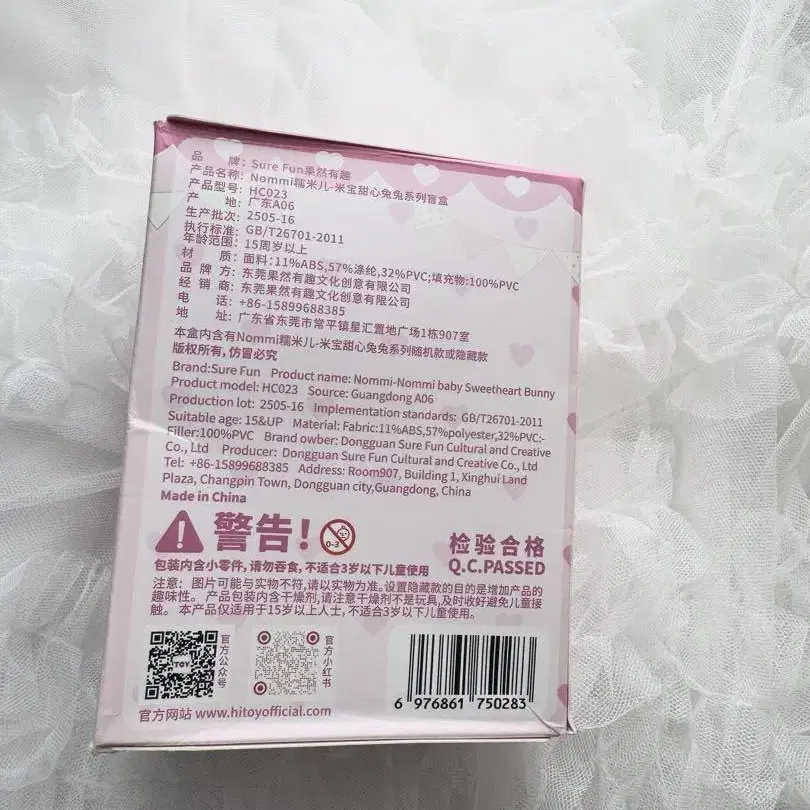 品 牌：Sure Fun果然有趣
产品名称：Nommi糯米儿-米宝甜心兔兔系列盲盒
产品型号：HC023
产 地：广东A06
生产批次：2505-16
执行标准：GB/T26701-2011
年龄范围：15周岁以上
材 质：面料:11%ABS,57%涤纶,32%PVC;填充物:100%PVC
品 牌 方：东莞果然有趣文化创意有限公司
经 销 商：东莞果然有趣文化创意有限公司
电 话：+86-15899688385
地 址：广东省东莞市常平镇星汇置地广场1栋907室
本盒内含有Nommi糯米儿-米宝甜心兔兔系列随机款或隐藏款
版权所有，仿冒必究
Brand:Sure Fun Product name: Nommi-Nommi baby Sweetheart Bunny
Product model: HC023 Source: Guangdong A06
Production lot: 2505-16 Implementation standards: GB/T26701-2011
Suitable age: 15&UP Material: Fabric:11%ABS,57%polyester,32%PVC:-
Filler:100%PVC Brand owber: Dongguan Sure Fun Cultural and Creative
Co., Ltd Producer: Dongguan Sure Fun Cultural and Creative Co., Ltd
Tel: +86-15899688385 Address: Room907, Building 1, Xinghui Land
Plaza, Changpin Town, Dongguan city,Guangdong, China
Made in China
警告！
0-3
包装内含小零件, 请勿吞食, 不适合3岁以下儿童使用
检验合格
Q.C.PASSED
注意: 图片可能与实物不符,请以实物为准。设置隐藏款的目的是增加产品的
趣味性。产品包装内含干燥剂,请注意干燥剂不是玩具,及时收好避免儿童接
触。本产品仅适用于15岁以上人士,不适合3岁以下儿童使用。
TOY
官方公众号
官方小红书
6 976861 750283
官方网站 www.hitoyofficial.com